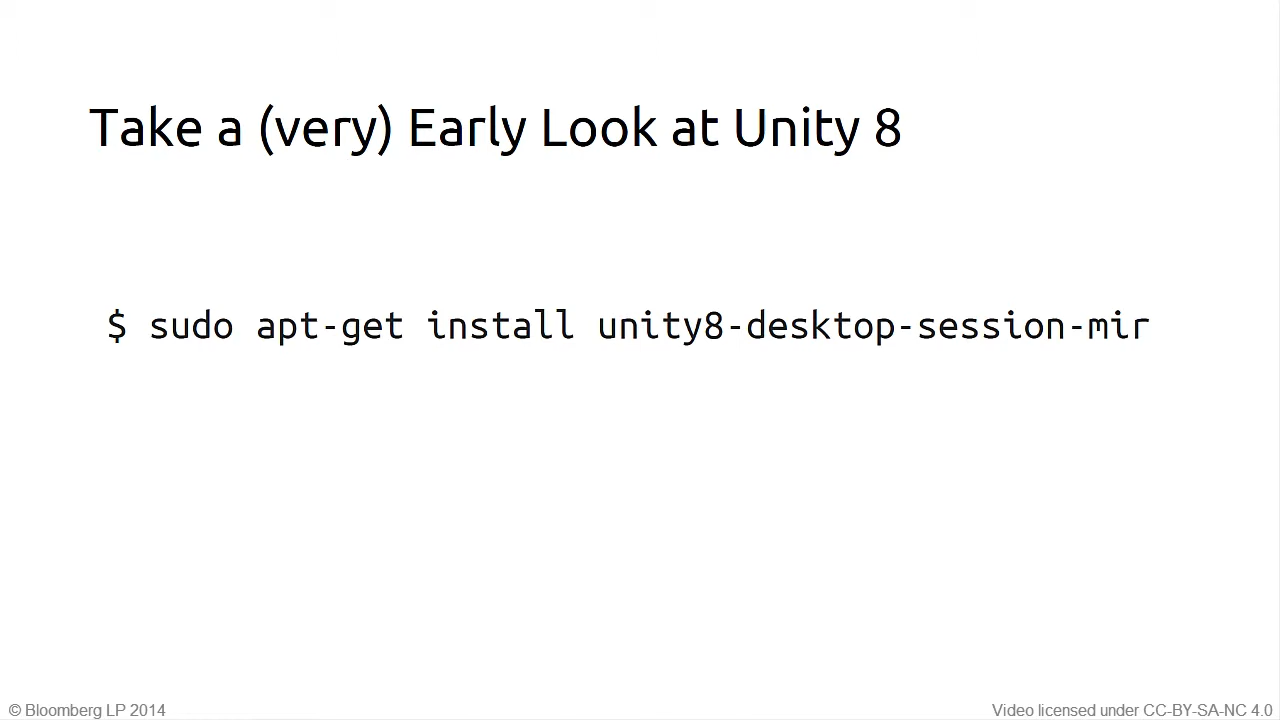 Take a (very) Early Look at Unity 8
$ sudo apt-get install unity8-desktop-session-mir
© Bloomberg LP 2014
Video licensed under CC-BY-SA-NC 4.0